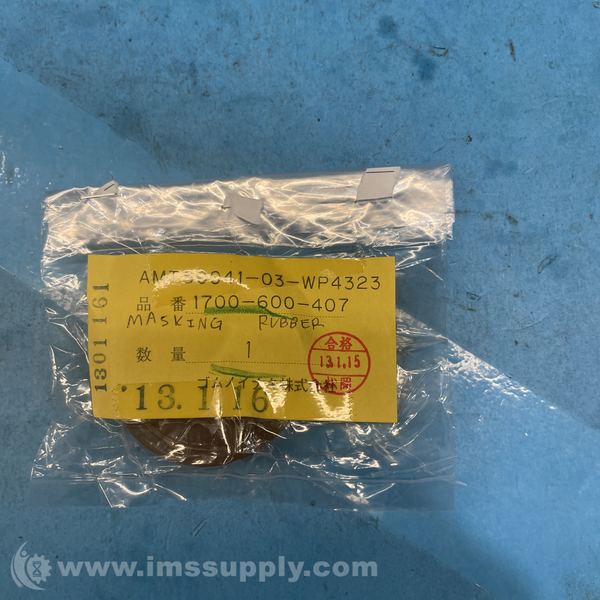 -03-WP4323
品番 1700-600-407
MASKING RUBBER
数量 1
合格
13.1.15
'13.1.16
1301 161
www.imssupply.com